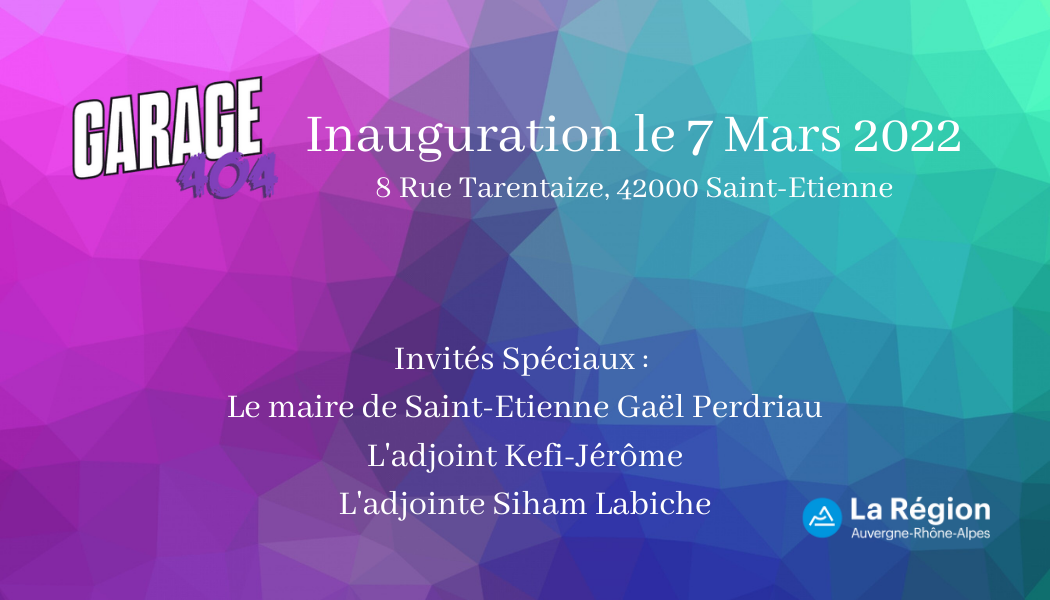 GARAGE
404
Inauguration le 7 Mars 2022
8 Rue Tarentaize, 42000 Saint-Etienne
Invités Spéciaux :
Le maire de Saint-Etienne Gaël Perdriau
L'adjoint Kefi-Jérôme
L'adjointe Siham Labiche
La Région
Auvergne-Rhône-Alpes